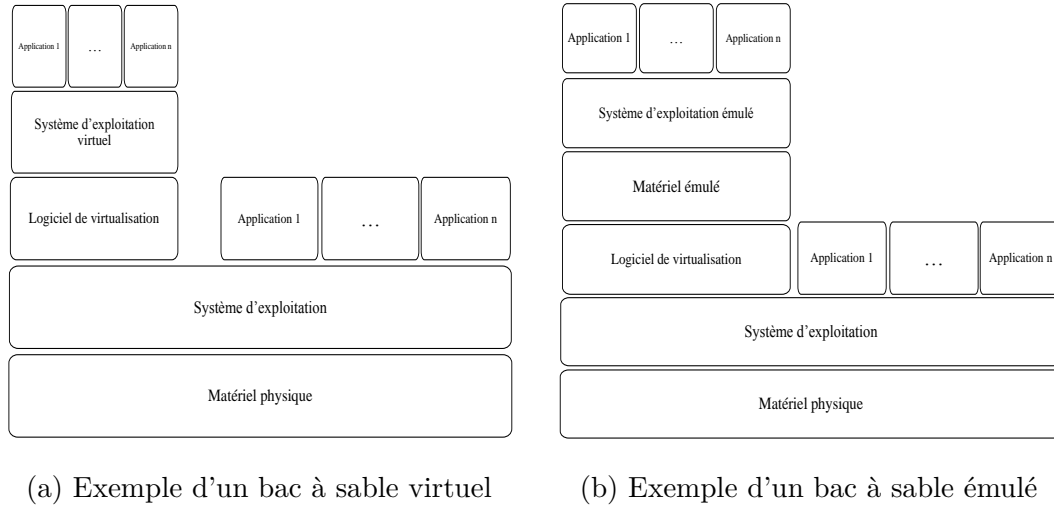 Application 1
...
Application n
Système d'exploitation
virtuel
Logiciel de virtualisation
Application 1
...
Application n
Système d'exploitation
Matériel physique
(a) Exemple d'un bac à sable virtuel
Application 1
...
Application n
Système d'exploitation émulé
Matériel émulé
Logiciel de virtualisation
Application 1
...
Application n
Système d'exploitation
Matériel physique
(b) Exemple d'un bac à sable émulé